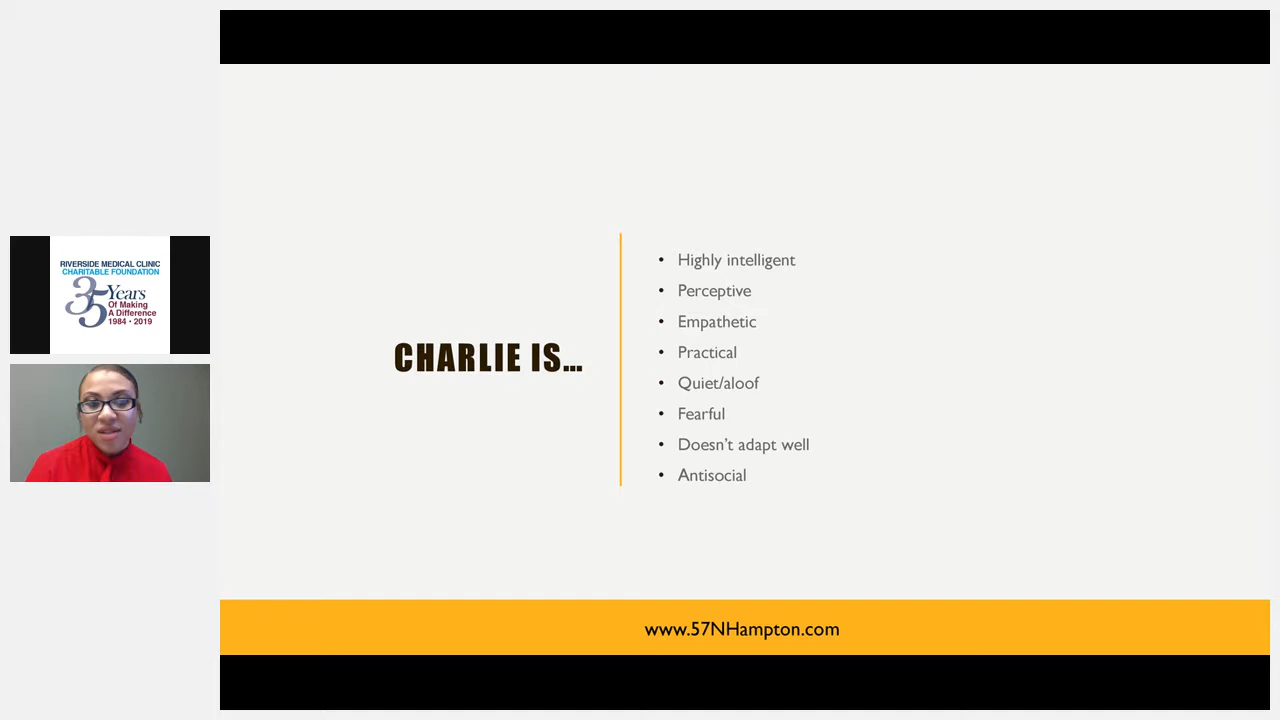 RIVERSIDE MEDICAL CLINIC
CHARITABLE FOUNDATION
35 Years
Of Making
A Difference
1984 • 2019
CHARLIE IS...
• Highly intelligent
• Perceptive
• Empathetic
• Practical
• Quiet/aloof
• Fearful
• Doesn’t adapt well
• Antisocial
www.57NHampton.com